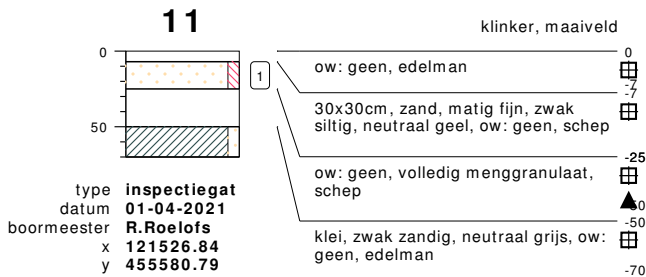 11
klinker, maaiveld
0
0
ow: geen, edelman
1
-7
-7
30x30cm, zand, matig fijn, zwak
siltig, neutraal geel, ow: geen, schep
50
-25
ow: geen, volledig menggranulaat,
schep
-50
klei, zwak zandig, neutraal grijs, ow:
geen, edelman
-70
type inspectiegat
datum 01-04-2021
boormeester R.Roelofs
x 121526.84
y 455580.79